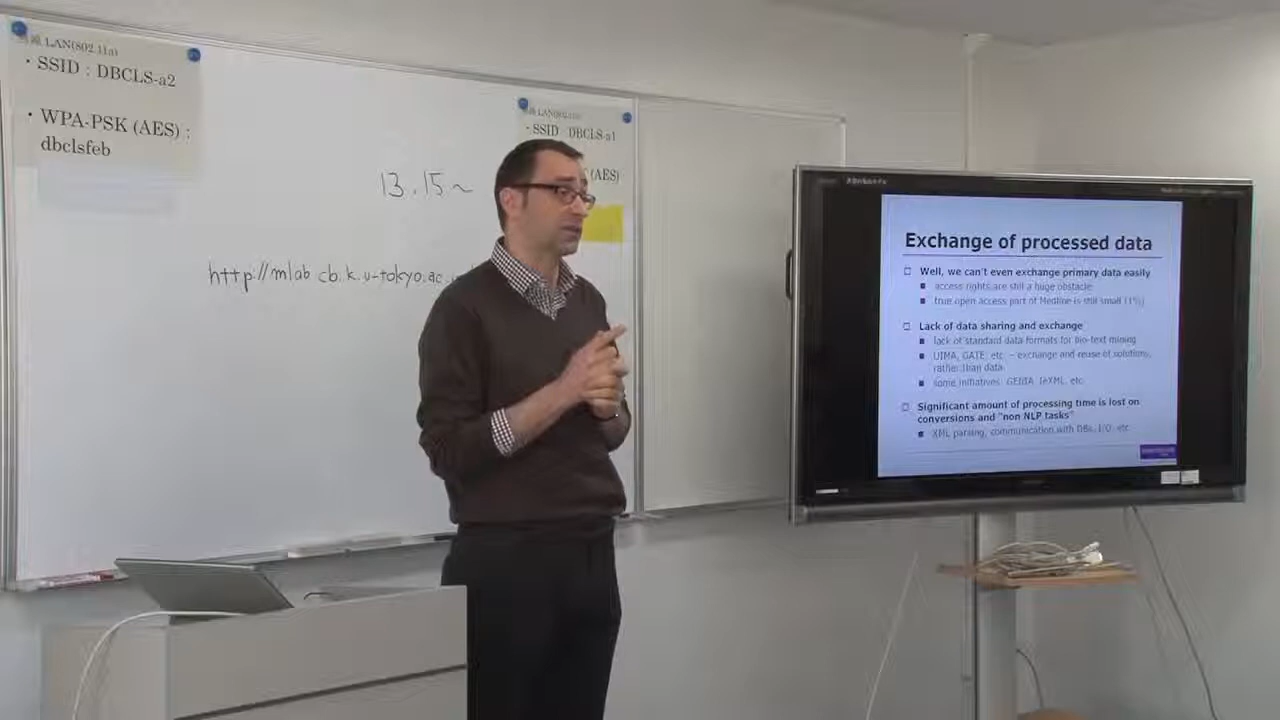 LAN(802.11a)
・SSID : DBCLS-a2
・WPA-PSK (AES) :
dbclsfeb
・SSID : DBCLS-a1
(AES)
13.15~
http://mlab cb.k.u-tokyo.ac.
Exchange of processed data
Well, we can't even exchange primary data easily
access rights are still a huge obstacle
true open access part of Medline is still small (1%)
Lack of data sharing and exchange
lack of standard data formats for bio-text mining
UIMA, GATE, etc. – exchange and reuse of solutions,
rather than data
some initiatives: GENIA, etc.
Significant amount of processing time is lost on
conversions and "non NLP tasks"
XML parsing, communication with DBs, I/O, etc.